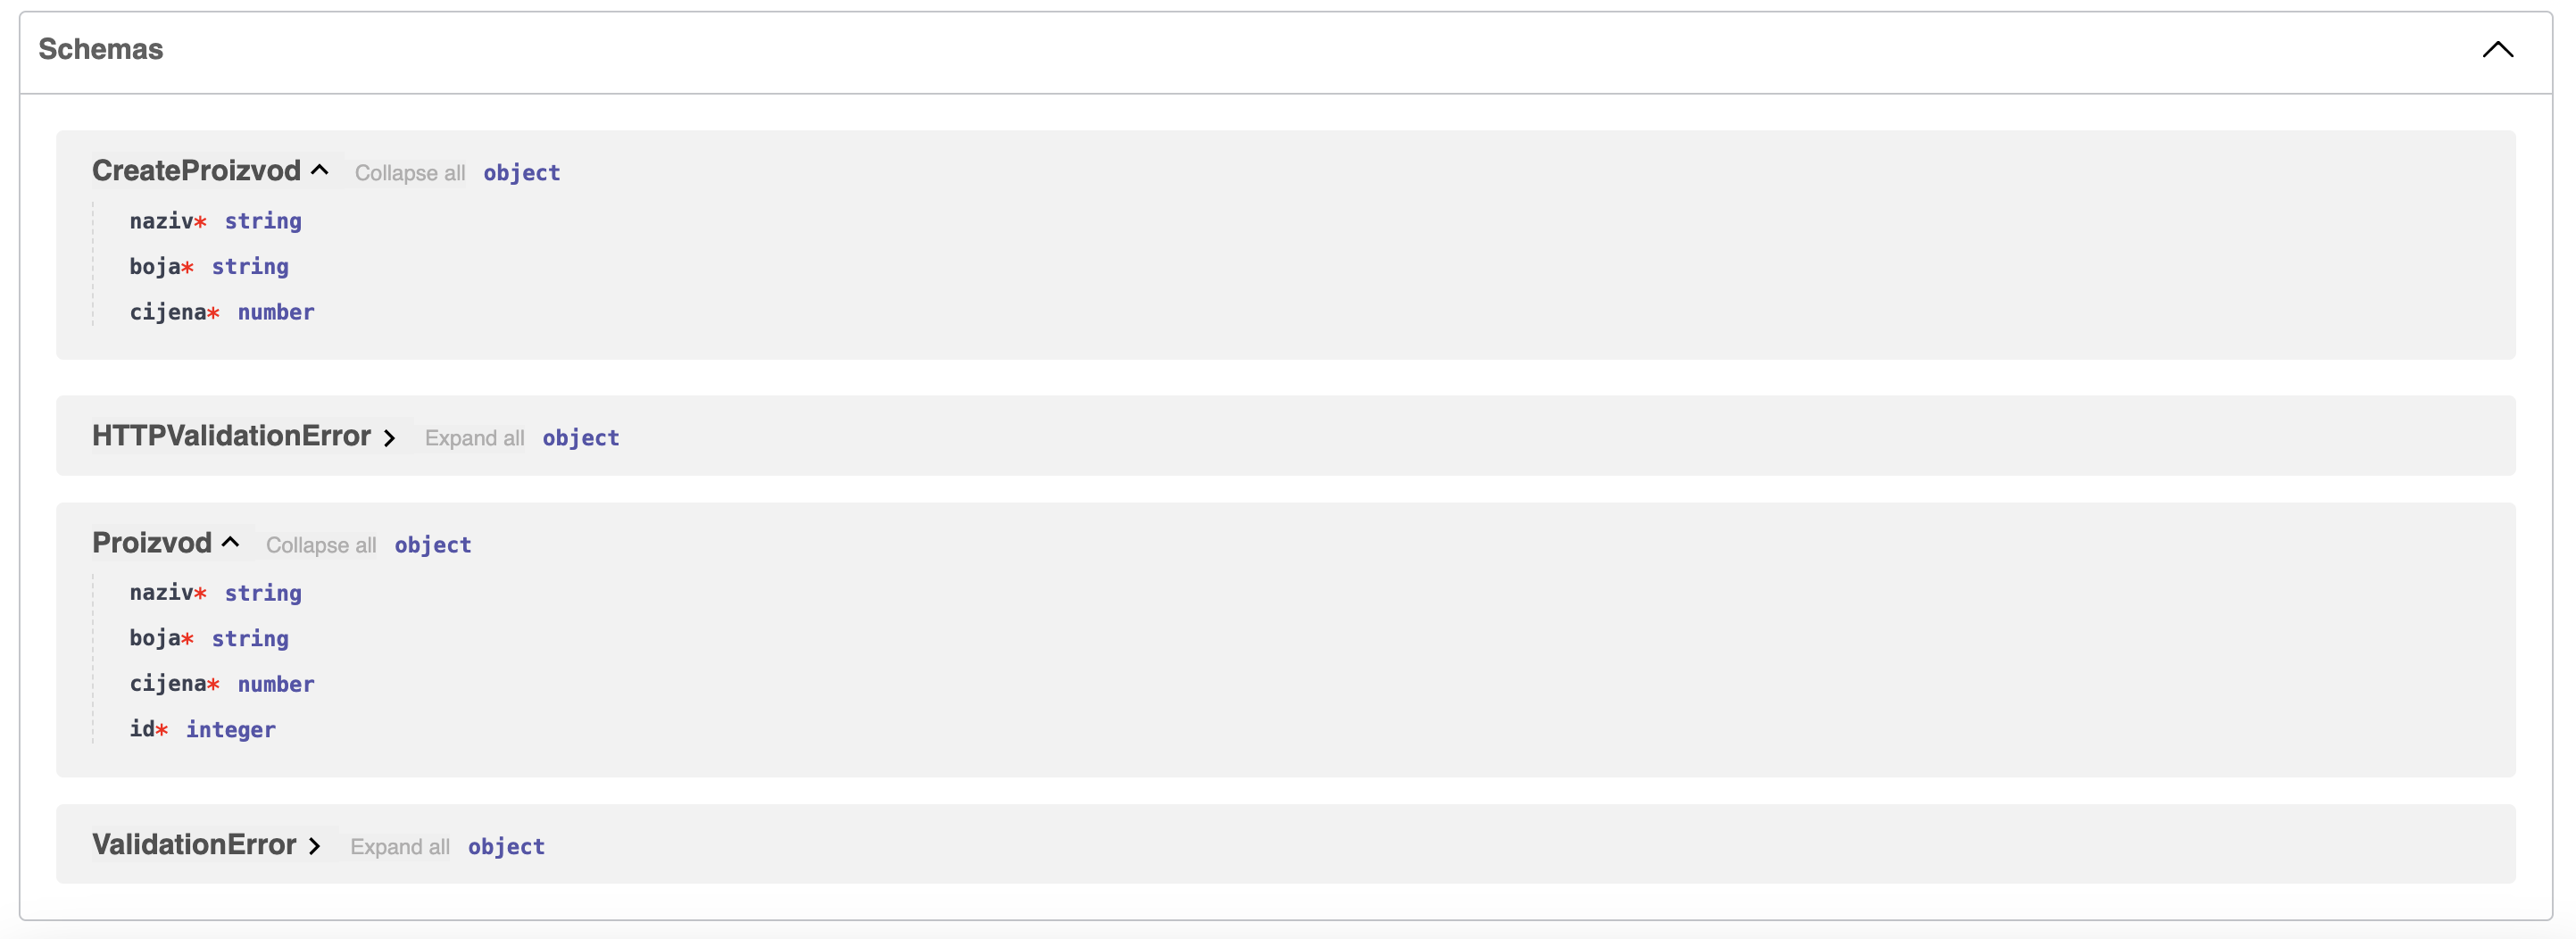 Schemas
CreateProizvod Collapse all object
naziv* string
boja* string
cijena* number
HTTPValidationError Expand all object
Proizvod Collapse all object
naziv* string
boja* string
cijena* number
id* integer
ValidationError Expand all object